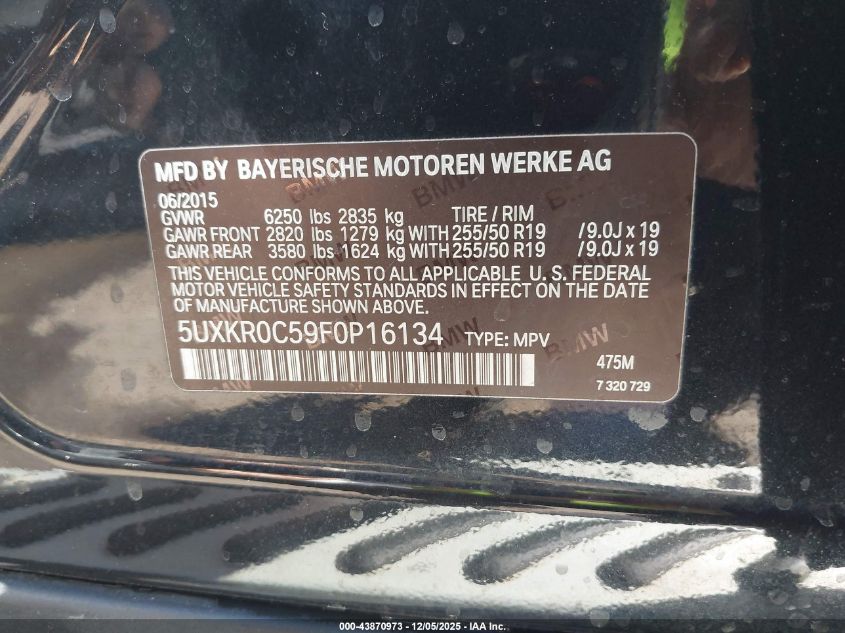 MFD BY BAYERISCHE MOTOREN WERKE AG
06/2015
GVWR 6250 lbs 2835 kg TIRE / RIM
GAWR FRONT 2820 lbs 1279 kg WITH 255/50 R19 /9.0J x 19
GAWR REAR 3580 lbs 1624 kg WITH 255/50 R19 /9.0J x 19
THIS VEHICLE CONFORMS TO ALL APPLICABLE U. S. FEDERAL
MOTOR VEHICLE SAFETY STANDARDS IN EFFECT ON THE DATE
OF MANUFACTURE SHOWN ABOVE.
5UXKR0C59F0P16134 TYPE: MPV
475M
7 320 729
000-43870973 - 12/05/2025 - IAA Inc.